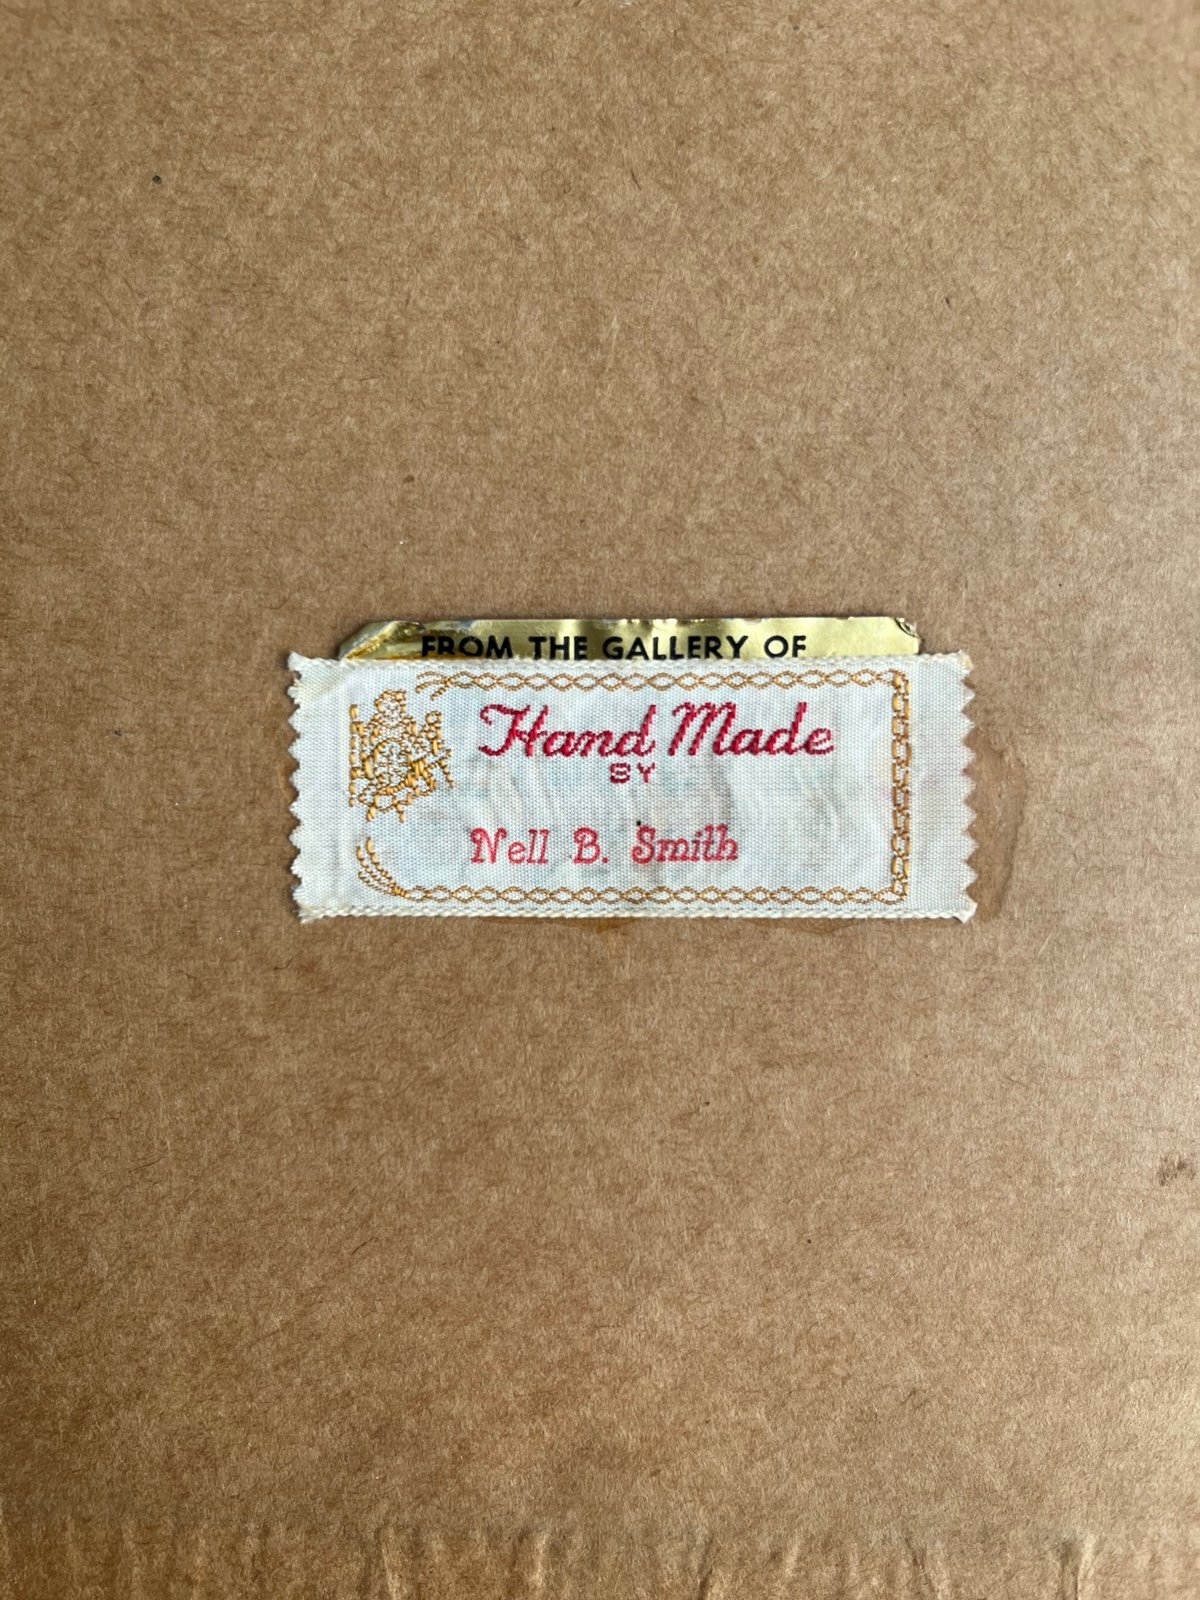 FROM THE GALLERY OF
Hand Made
BY
Nell B. Smith